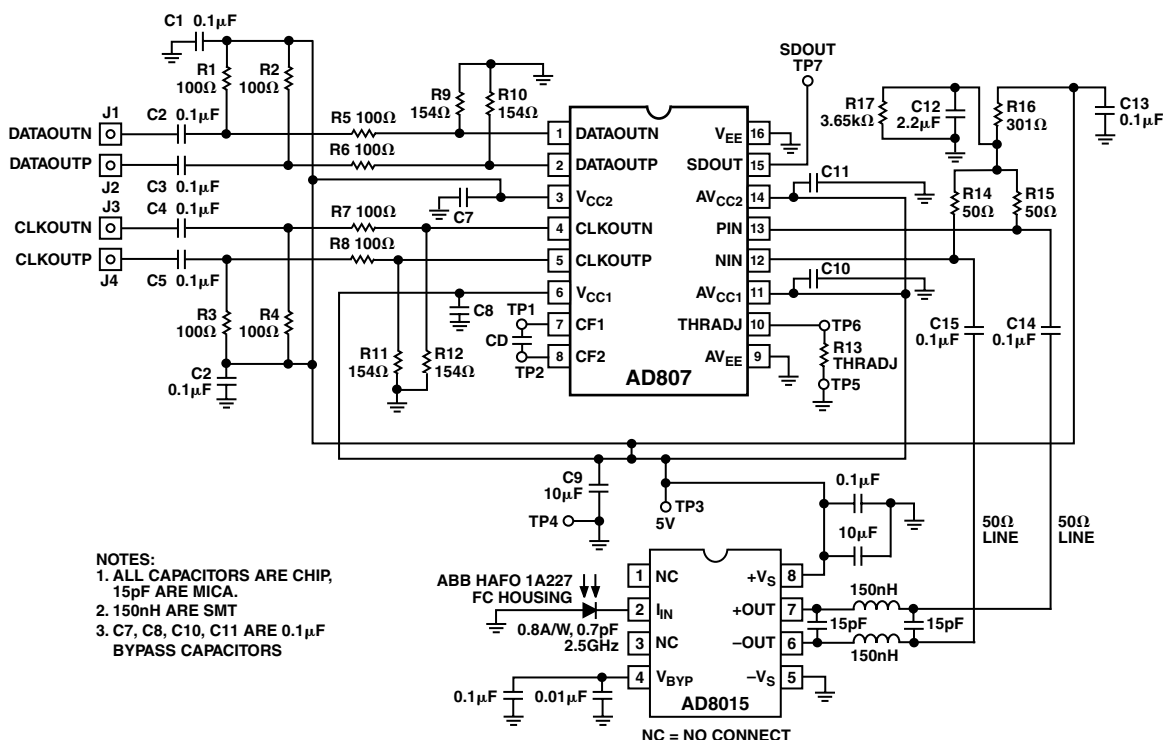 C1 0.1µF
R1
100Ω
R2
100Ω
J1
C2 0.1µF
DATAOUTN
DATAOUTP
J2
C3 0.1µF
J3
C4 0.1µF
CLKOUTN
CLKOUTP
J4
C5 0.1µF
R3
100Ω
R4
100Ω
C2
0.1µF
R5 100Ω
R6 100Ω
R7 100Ω
R8 100Ω
R9
154Ω
R10
154Ω
C7
C8
TP1
CD
TP2
R11
154Ω
R12
154Ω
1 DATAOUTN
2 DATAOUTP
3 VCC2
4 CLKOUTN
5 CLKOUTP
6 VCC1
7 CF1
8 CF2
VEE 16
SDOUT 15
AVCC2 14
PIN 13
NIN 12
AVCC1 11
THRADJ 10
AVEE 9
AD807
SDOUT
TP7
C11
C10
TP6
R13
THRADJ
TP5
R17
3.65kΩ
C12
2.2µF
R16
301Ω
C13
0.1µF
R14
50Ω
R15
50Ω
C15
0.1µF
C14
0.1µF
C9
10µF
TP4
TP3
5V
0.1µF
10µF
50Ω
LINE
50Ω
LINE
NOTES:
1. ALL CAPACITORS ARE CHIP,
15pF ARE MICA.
2. 150nH ARE SMT
3. C7, C8, C10, C11 ARE 0.1µF
BYPASS CAPACITORS
ABB HAFO 1A227
FC HOUSING
0.8A/W, 0.7pF
2.5GHz
0.1µF
0.01µF
1 NC
2 IIN
3 NC
4 VBYP
+VS 8
+OUT 7
–OUT 6
–VS 5
AD8015
150nH
15pF
15pF
150nH
NC = NO CONNECT